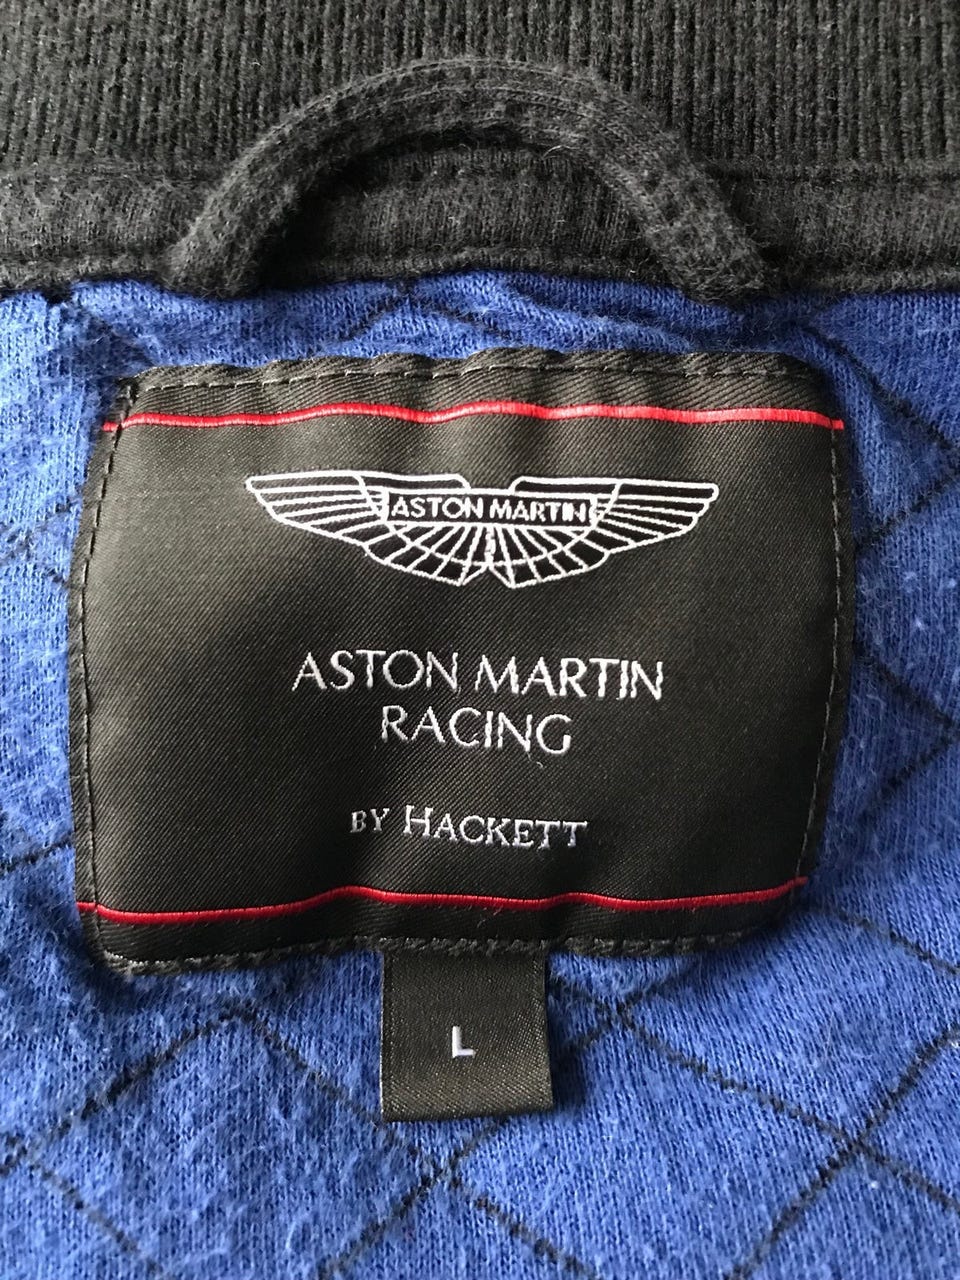 ASTON MARTIN
ASTON MARTIN
RACING
BY HACKETT
L